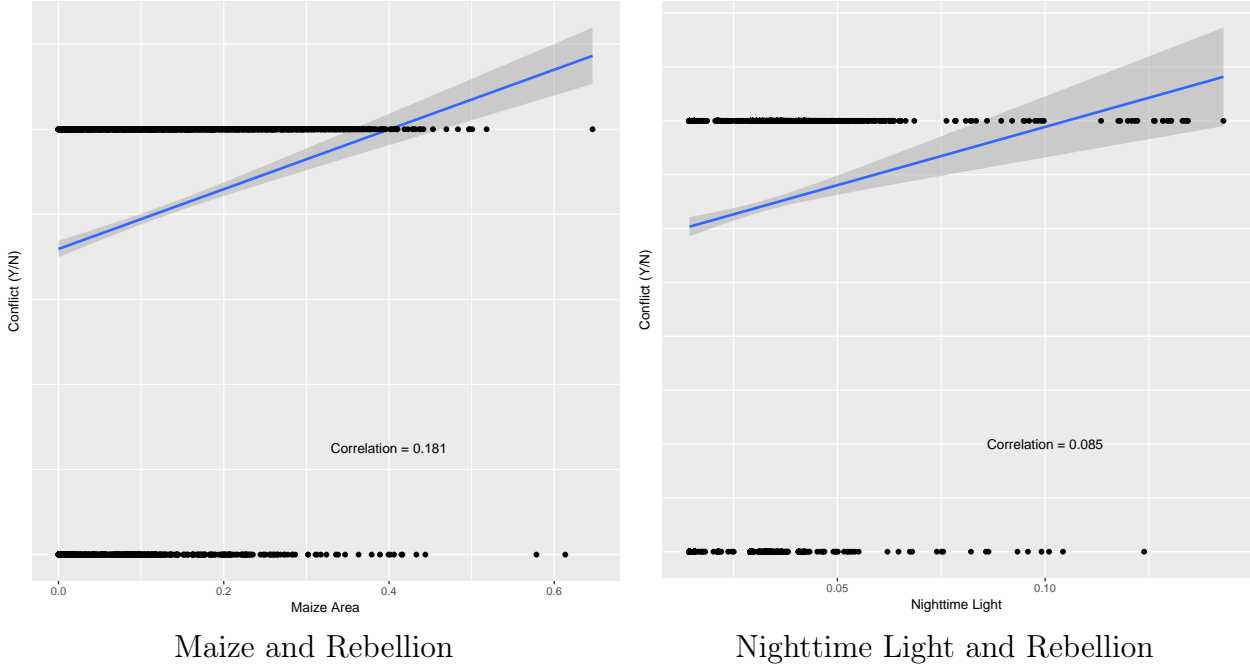 Conflict (Y/N)
Correlation = 0.181
0.0 0.2 0.4 0.6
Maize Area
Maize and Rebellion
Conflict (Y/N)
Correlation = 0.085
0.05 0.10
Nighttime Light
Nighttime Light and Rebellion